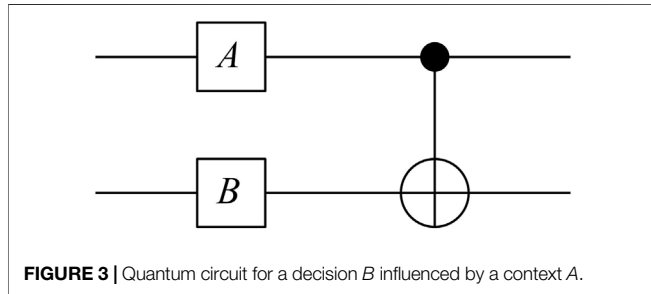 A
B
FIGURE 3 | Quantum circuit for a decision B influenced by a context A.